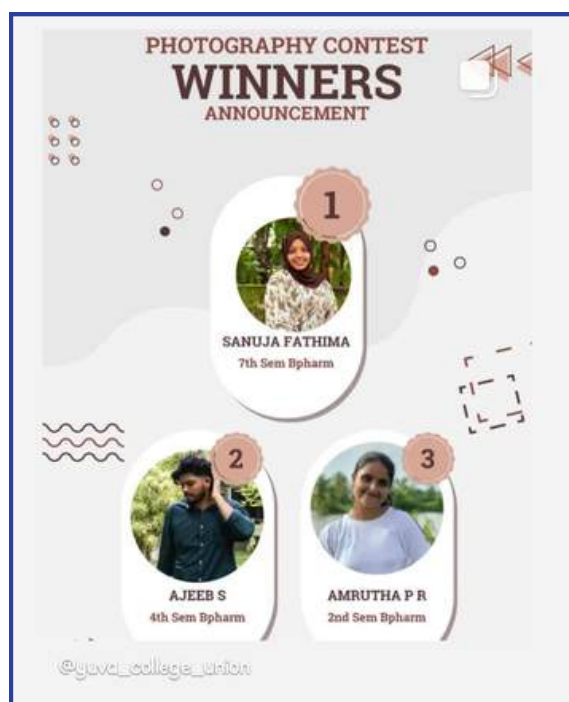 PHOTOGRAPHY CONTEST
WINNERS
ANNOUNCEMENT
1
SANUJA FATHIMA
7th Sem Bpharm
2
AJEEB S
4th Sem Bpharm
3
AMRUTHA P R
2nd Sem Bpharm
@yuva_college_union